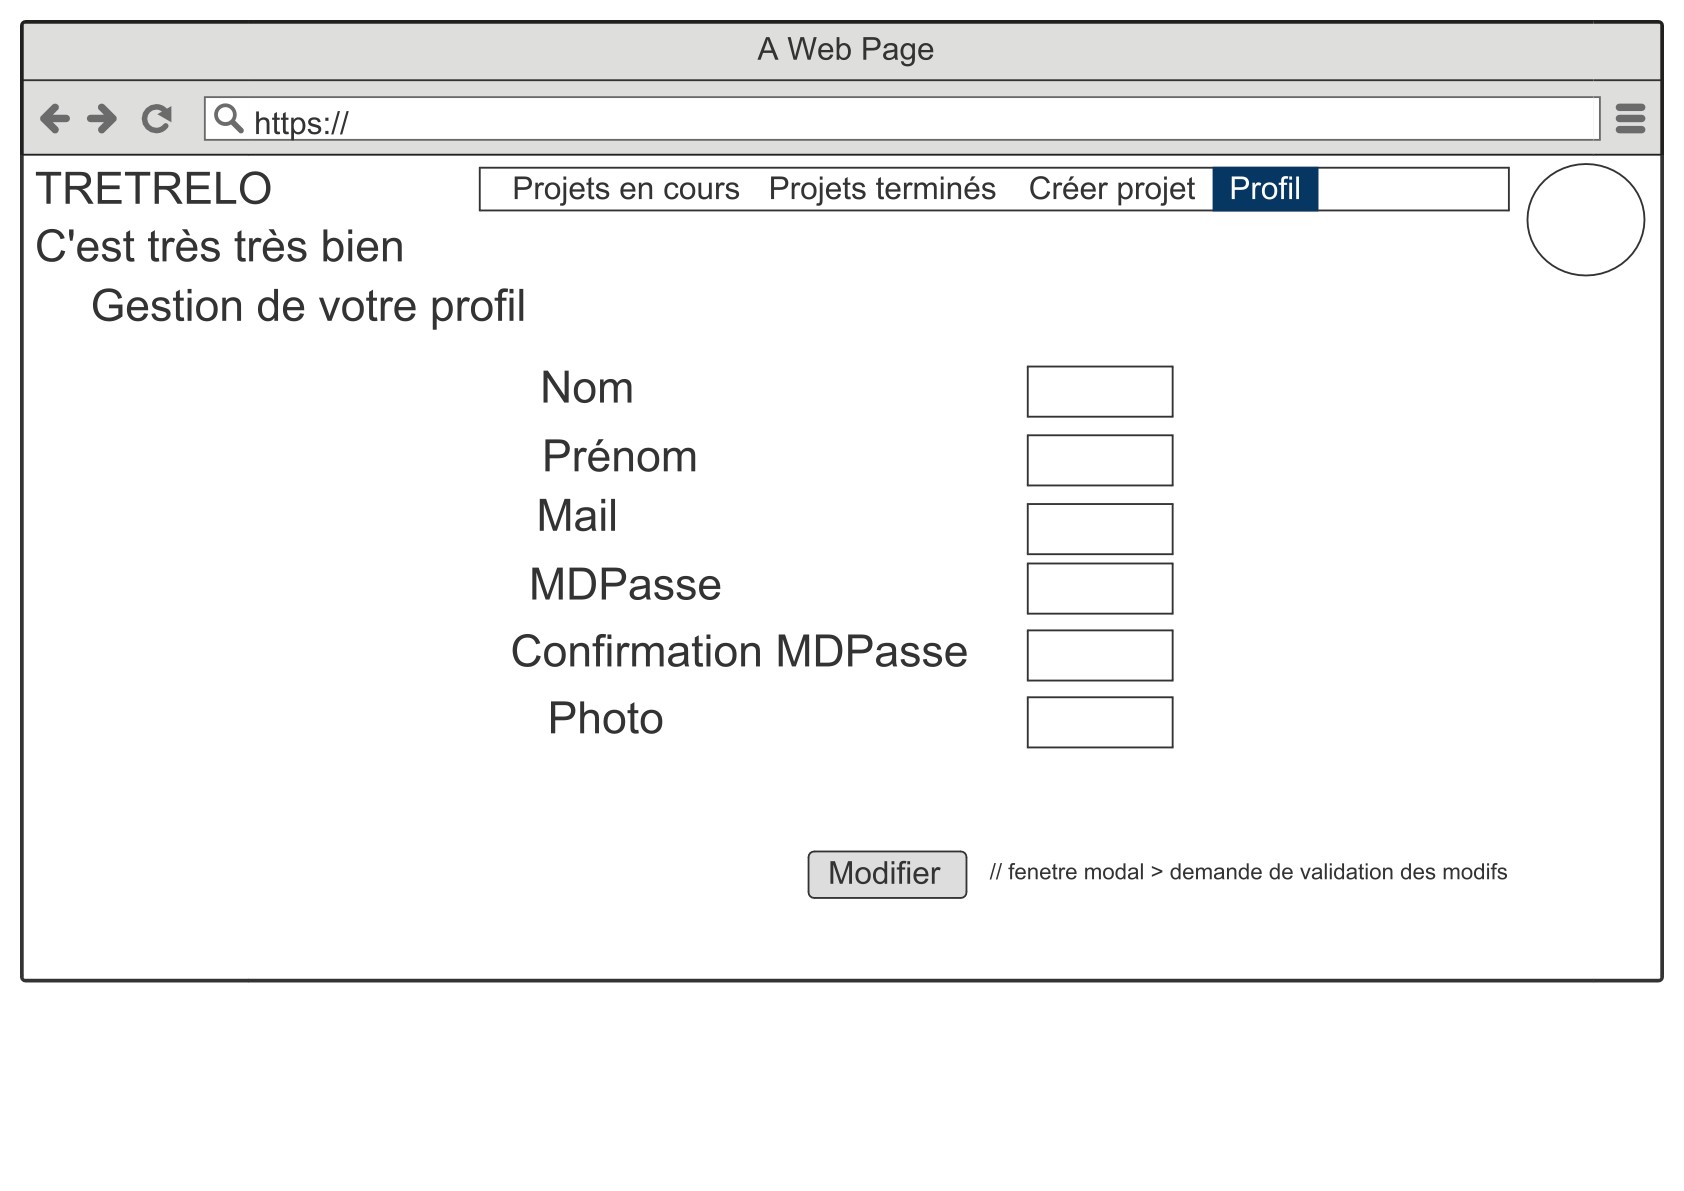 A Web Page
https://
TRETRELO
Projets en cours Projets terminés Créer projet Profil
C'est très très bien
Gestion de votre profil
Nom
Prénom
Mail
MDPasse
Confirmation MDPasse
Photo
Modifier
// fenetre modal > demande de validation des modifs